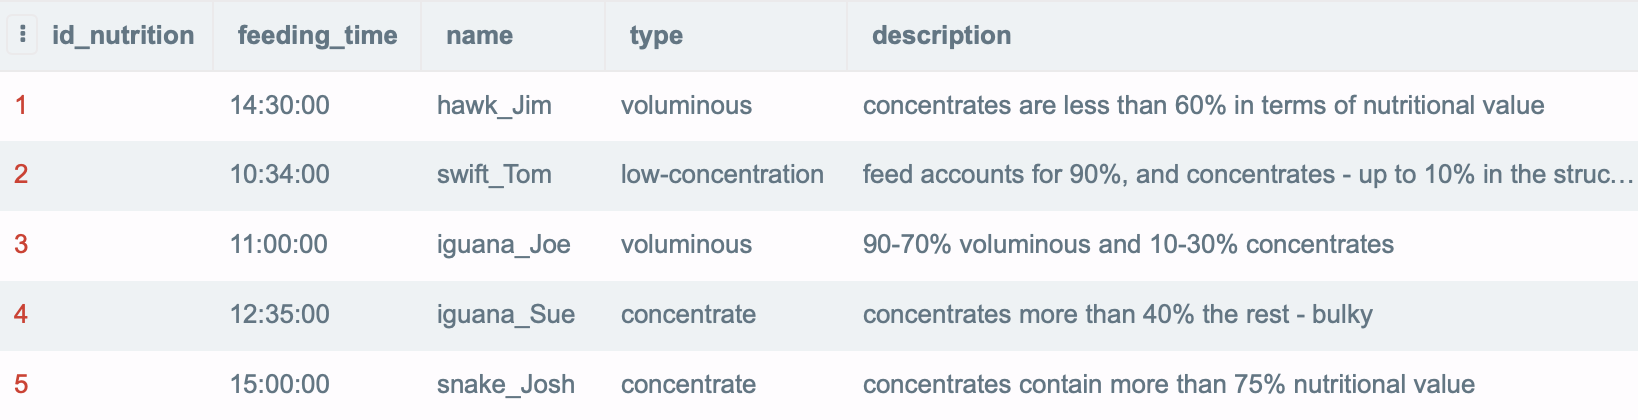 id_nutrition feeding_time name type description
1 14:30:00 hawk_Jim voluminous concentrates are less than 60% in terms of nutritional value
2 10:34:00 swift_Tom low-concentration feed accounts for 90%, and concentrates - up to 10% in the struc...
3 11:00:00 iguana_Joe voluminous 90-70% voluminous and 10-30% concentrates
4 12:35:00 iguana_Sue concentrate concentrates more than 40% the rest - bulky
5 15:00:00 snake_Josh concentrate concentrates contain more than 75% nutritional value